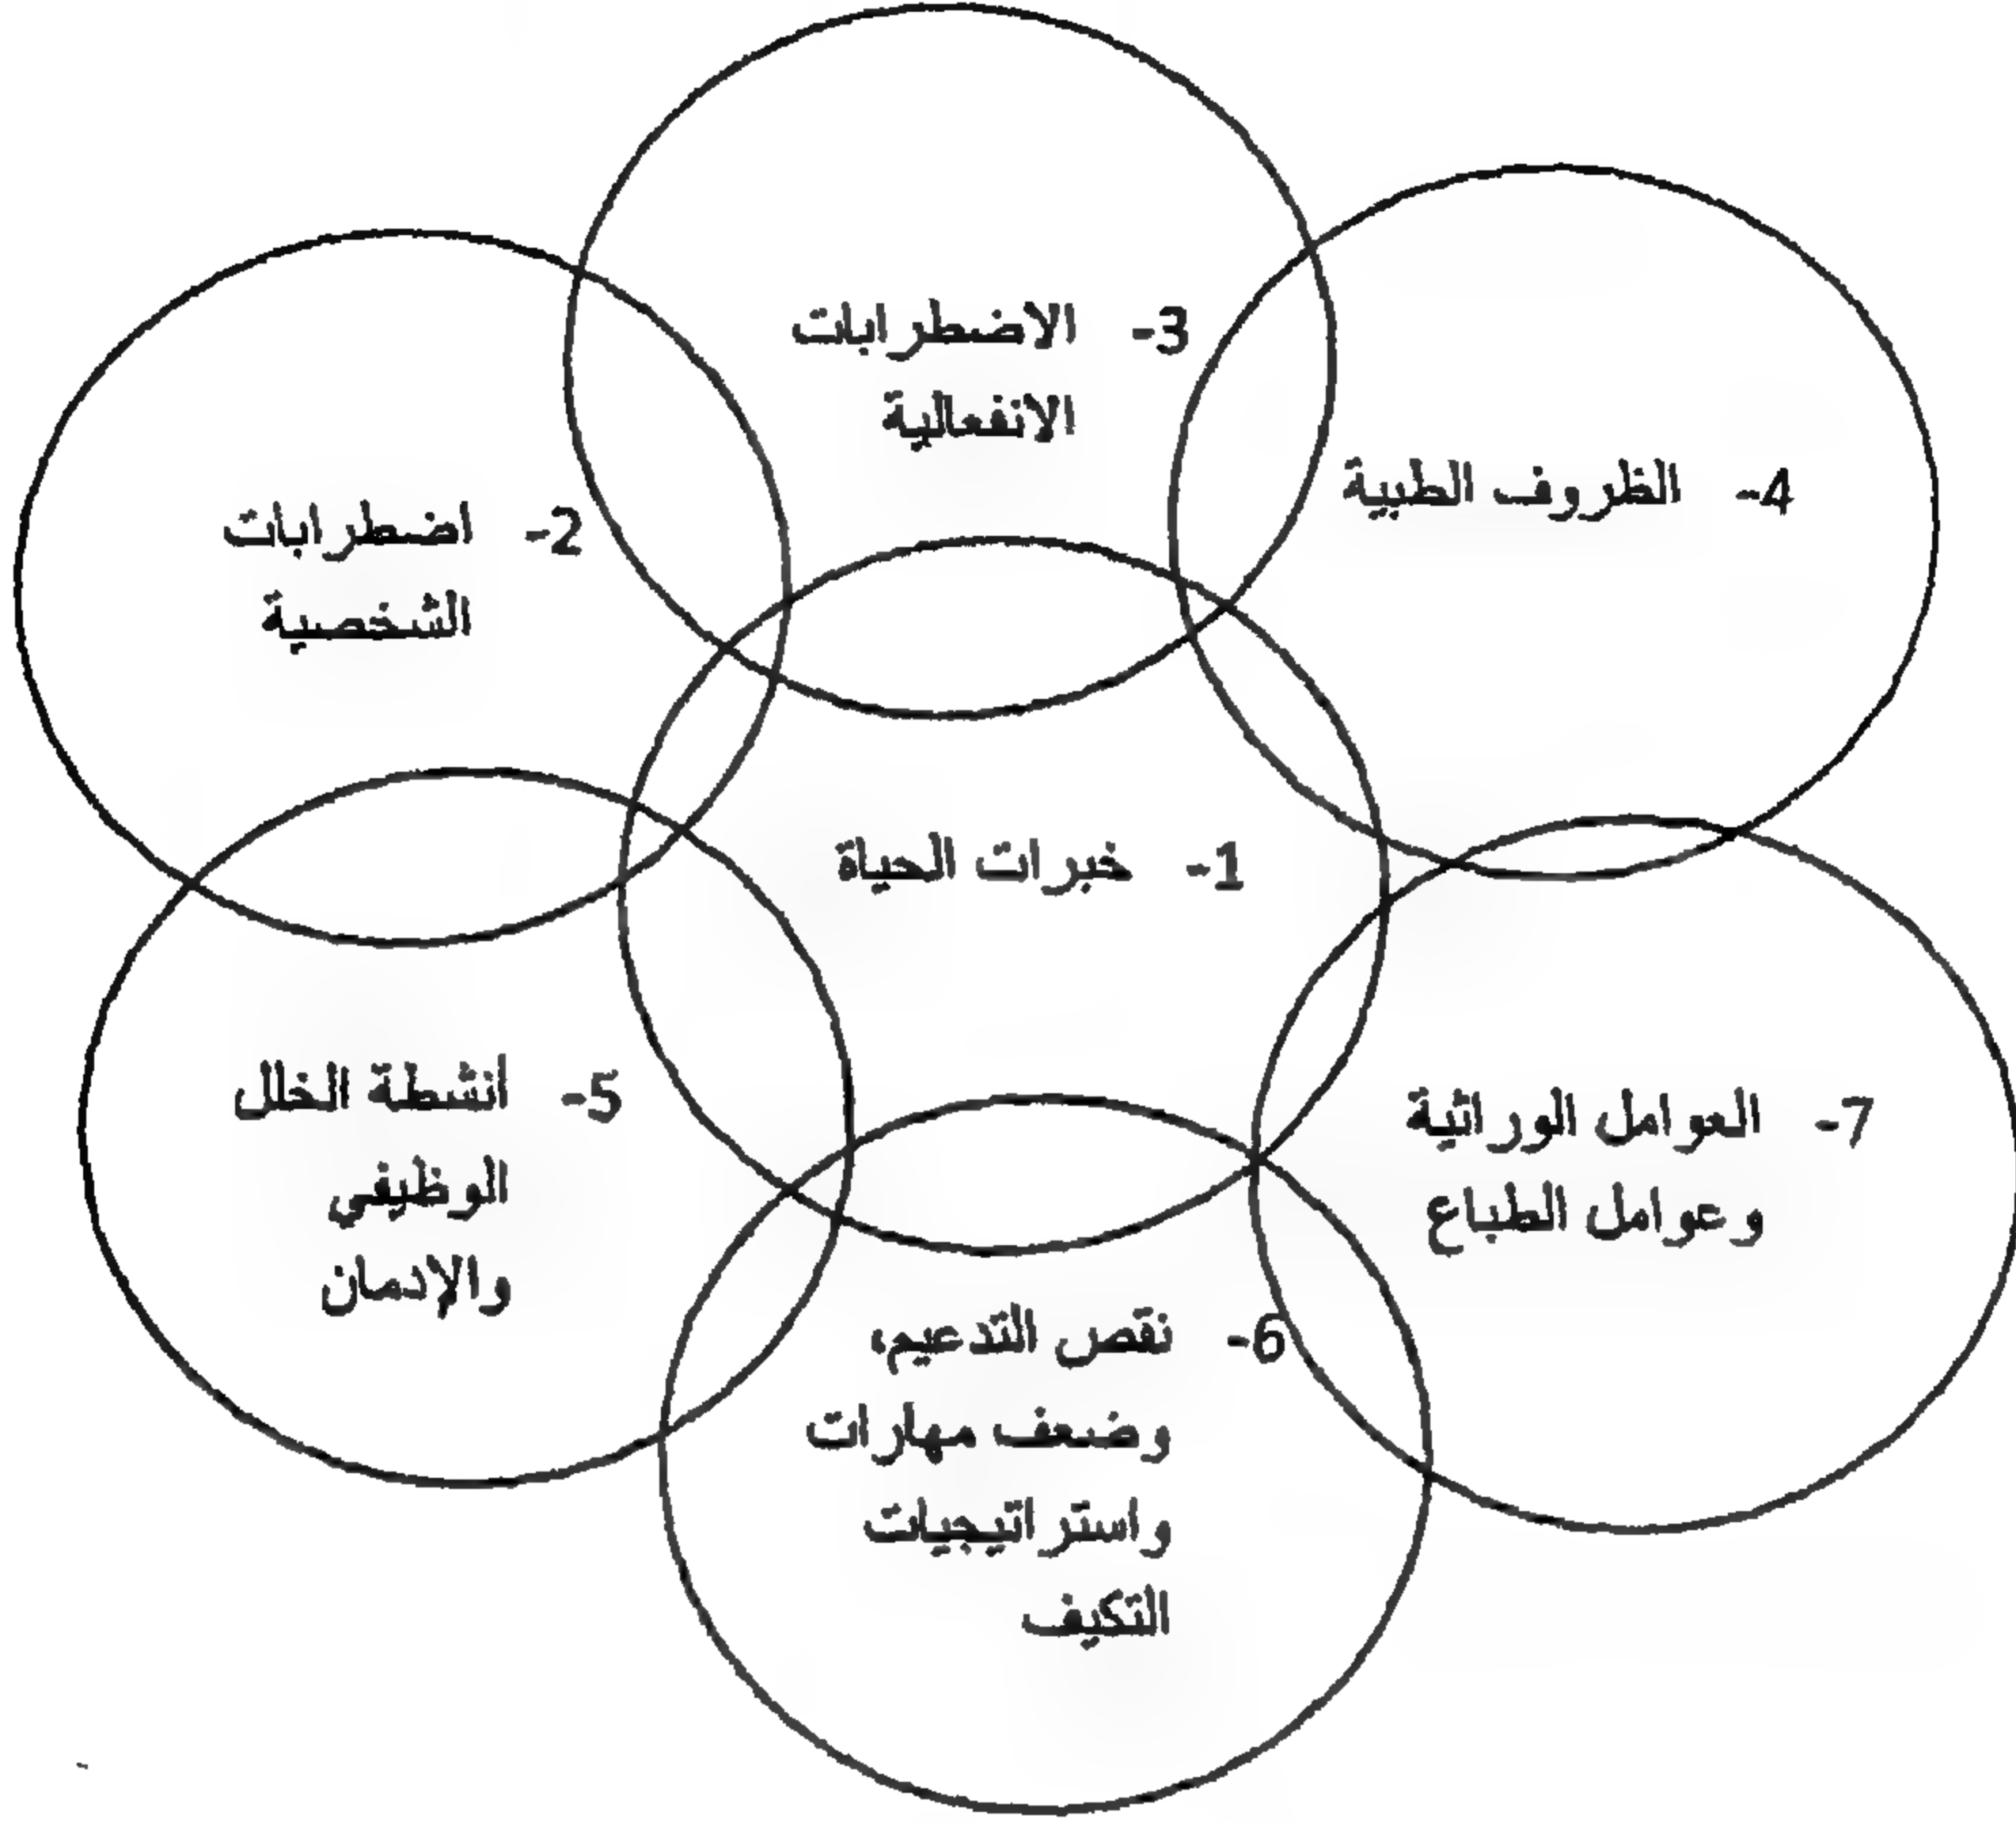 3- الاضطرابات
الانفعالية
4- الظروف الطبية
2- اضطرابات
الشخصية
1- خبرات الحياة
5- أنشطة الخلل
الوظيفي
والإدمان
7- العوامل الوراثية
وعوامل الطباع
6- نقص التدعيم،
وضعف مهارات
واستراتيجيات
التكيف